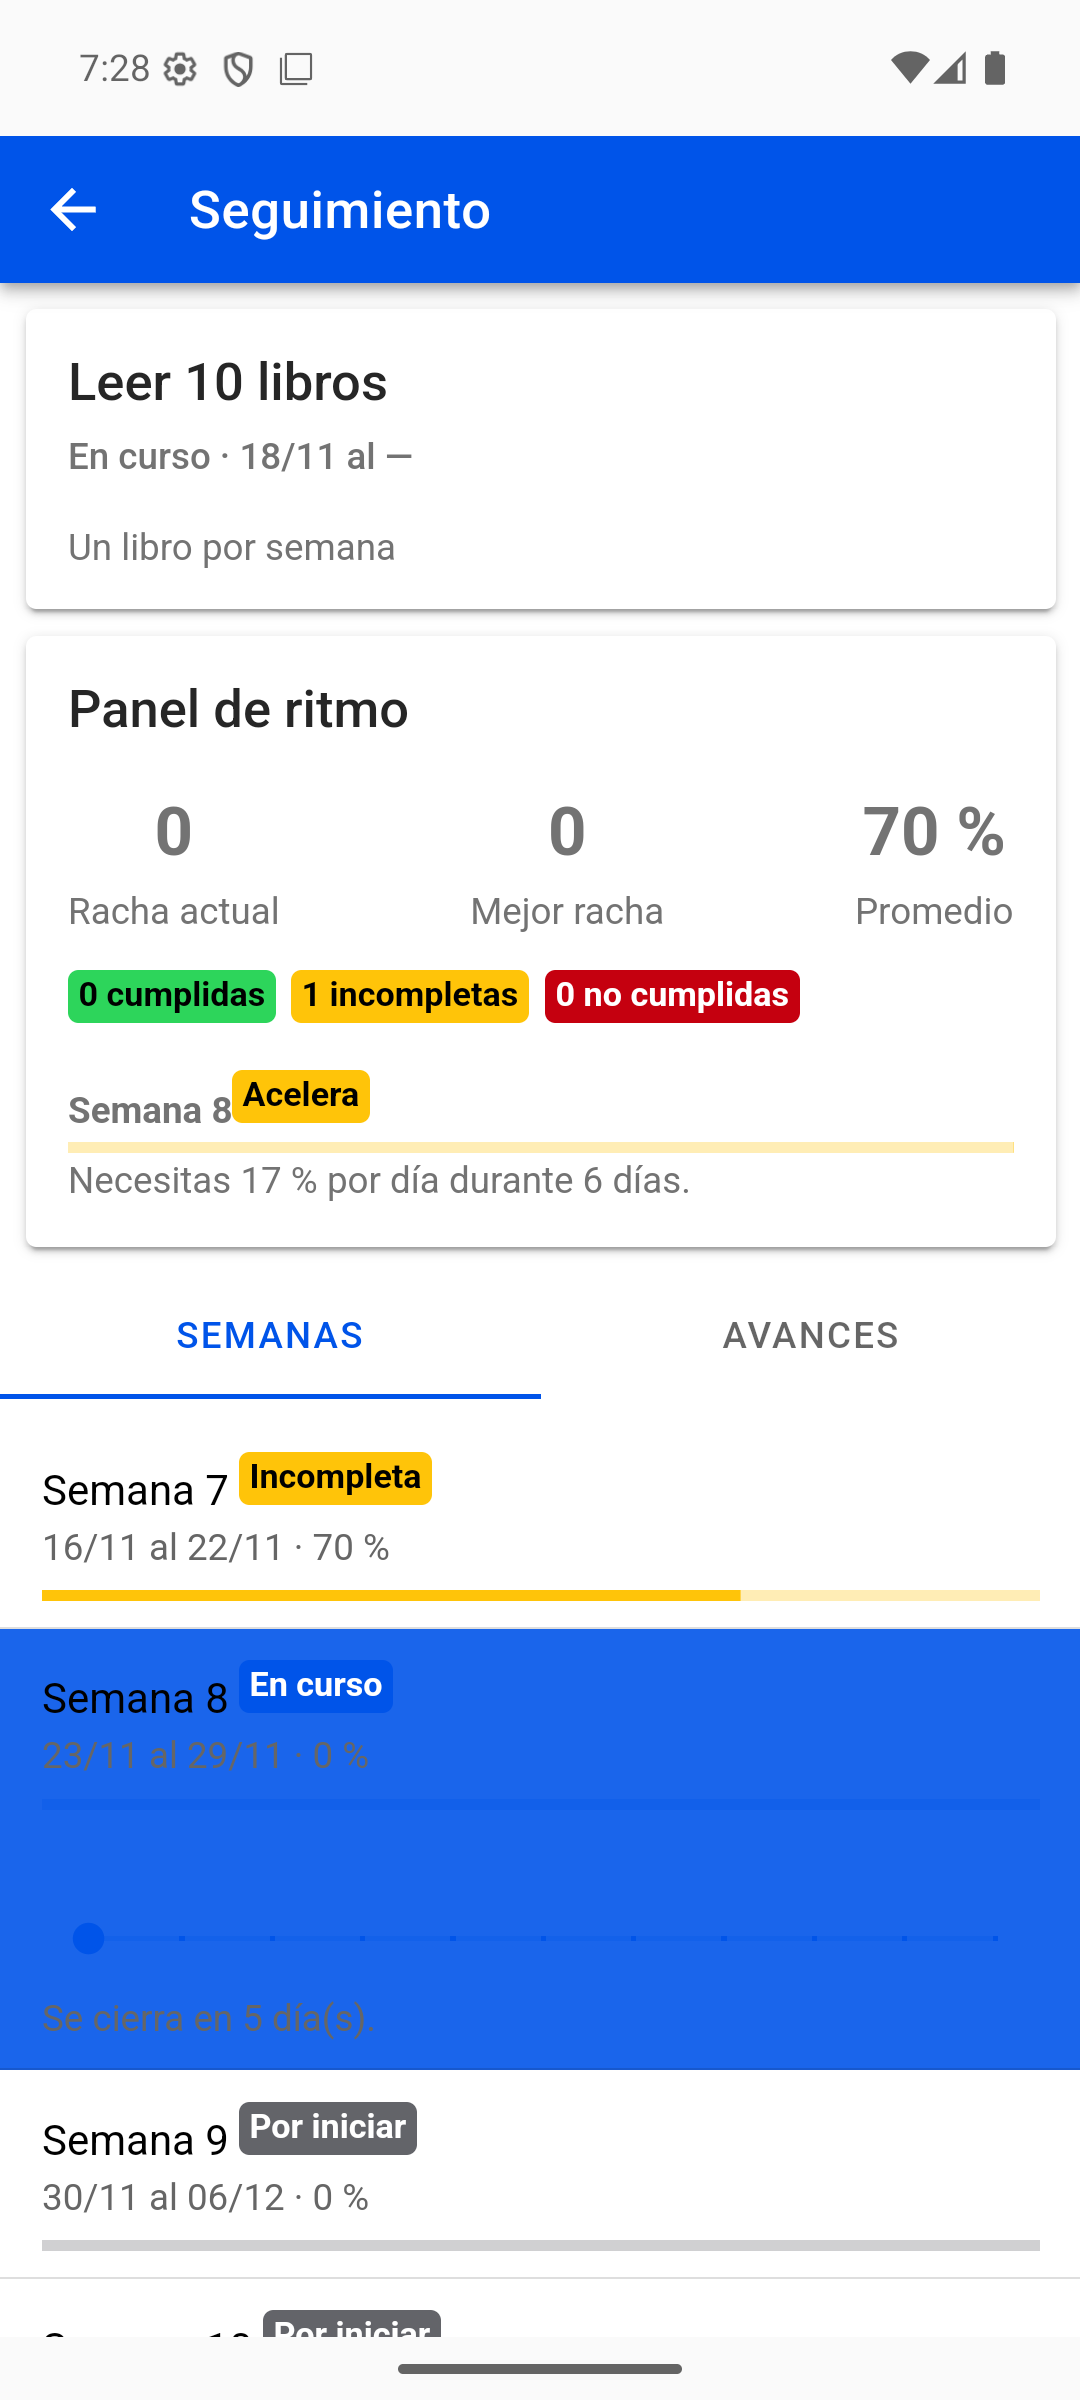 7:28
Seguimiento
Leer 10 libros
En curso · 18/11 al —
Un libro por semana
Panel de ritmo
0 0 70 %
Racha actual Mejor racha Promedio
0 cumplidas 1 incompletas 0 no cumplidas
Semana 8 Acelera
Necesitas 17 % por día durante 6 días.
SEMANAS AVANCES
Semana 7 Incompleta
16/11 al 22/11 · 70 %
Semana 8 En curso
23/11 al 29/11 · 0 %
Se cierra en 5 día(s).
Semana 9 Por iniciar
30/11 al 06/12 · 0 %
Por iniciar